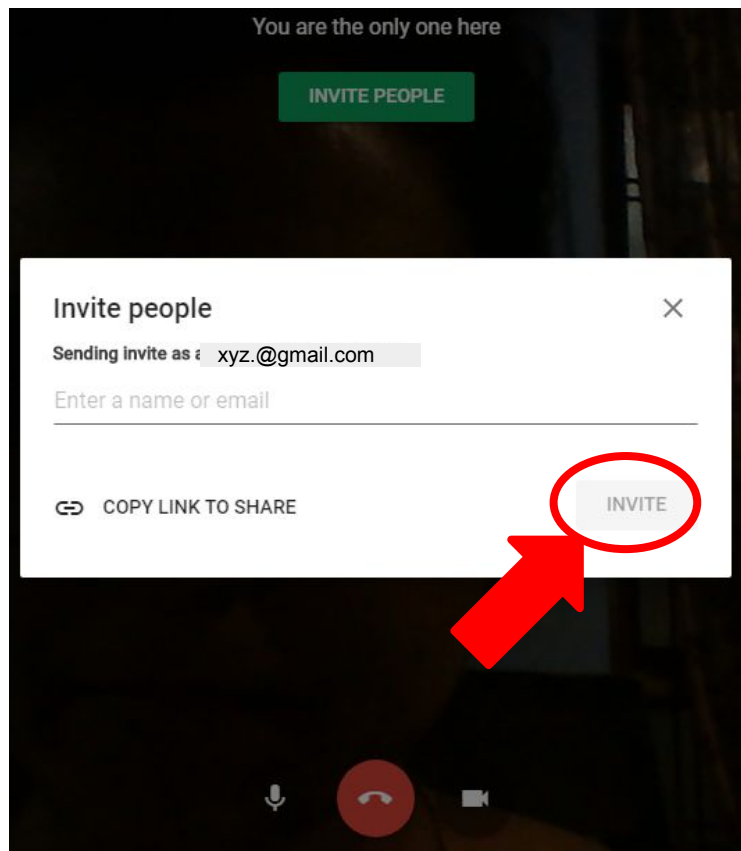 You are the only one here
INVITE PEOPLE
Invite people
Sending invite as a xyz.@gmail.com
Enter a name or email
COPY LINK TO SHARE
INVITE